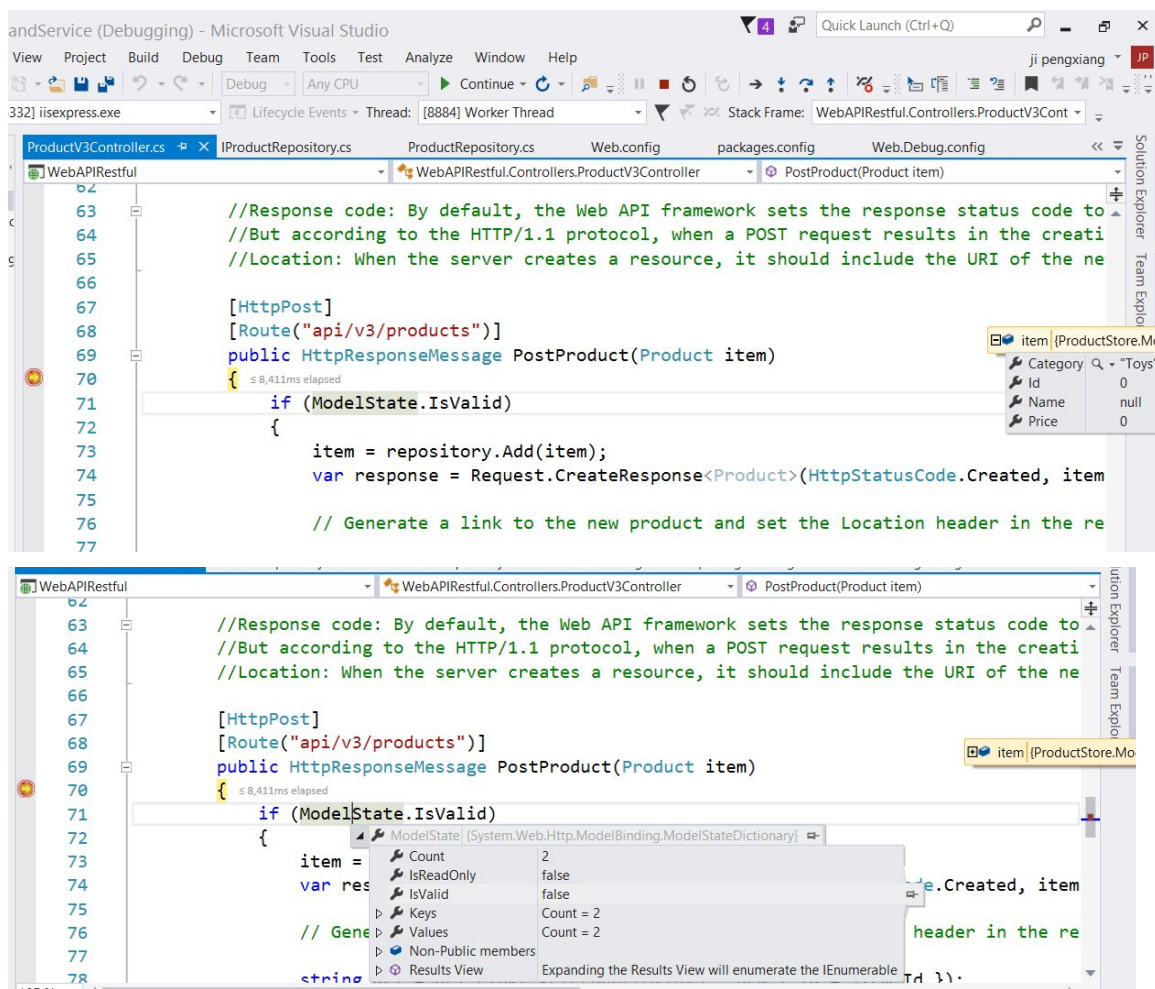 andService (Debugging) - Microsoft Visual Studio
4
Quick Launch (Ctrl+Q)
View Project Build Debug Team Tools Test Analyze Window Help
ji pengxiang
JP
Debug Any CPU Continue
332] iisexpress.exe Lifecycle Events Thread: [8884] Worker Thread Stack Frame: WebAPIRestful.Controllers.ProductV3Cont
ProductV3Controller.cs IProductRepository.cs ProductRepository.cs Web.config packages.config Web.Debug.config
WebAPIRestful WebAPIRestful.Controllers.ProductV3Controller PostProduct(Product item)
Solution Explorer
Team Explo
62
63 //Response code: By default, the Web API framework sets the response status code to
64 //But according to the HTTP/1.1 protocol, when a POST request results in the creati
65 //Location: When the server creates a resource, it should include the URI of the ne
66
67 [HttpPost]
68 [Route("api/v3/products")]
69 public HttpResponseMessage PostProduct(Product item)
70 { ≤ 8,411ms elapsed
71 if (ModelState.IsValid)
72 {
73 item = repository.Add(item);
74 var response = Request.CreateResponse<Product>(HttpStatusCode.Created, item
75
76 // Generate a link to the new product and set the Location header in the re
77
item {ProductStore.Mo
Category "Toys"
Id 0
Name null
Price 0
WebAPIRestful WebAPIRestful.Controllers.ProductV3Controller PostProduct(Product item)
ution Explorer
Team Explo
62
63 //Response code: By default, the Web API framework sets the response status code to
64 //But according to the HTTP/1.1 protocol, when a POST request results in the creati
65 //Location: When the server creates a resource, it should include the URI of the ne
66
67 [HttpPost]
68 [Route("api/v3/products")]
item {ProductStore.Mo
69 public HttpResponseMessage PostProduct(Product item)
70 { ≤ 8,411ms elapsed
71 if (ModelState.IsValid)
72 {
ModelState {System.Web.Http.ModelBinding.ModelStateDictionary}
73 item =
74 var res e.Created, item
75
76 // Gene header in the re
77
78 string Id });
Count 2
IsReadOnly false
IsValid false
Keys Count = 2
Values Count = 2
Non-Public members
Results View Expanding the Results View will enumerate the IEnumerable